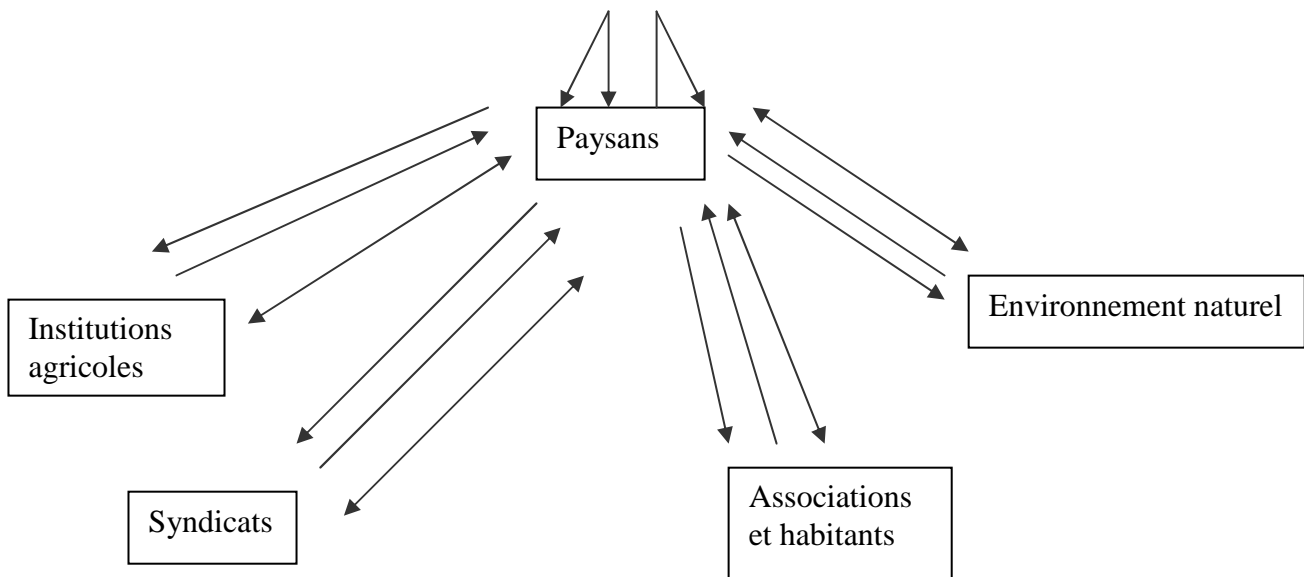 Paysans
Environnement naturel
Institutions
agricoles
Associations
et habitants
Syndicats